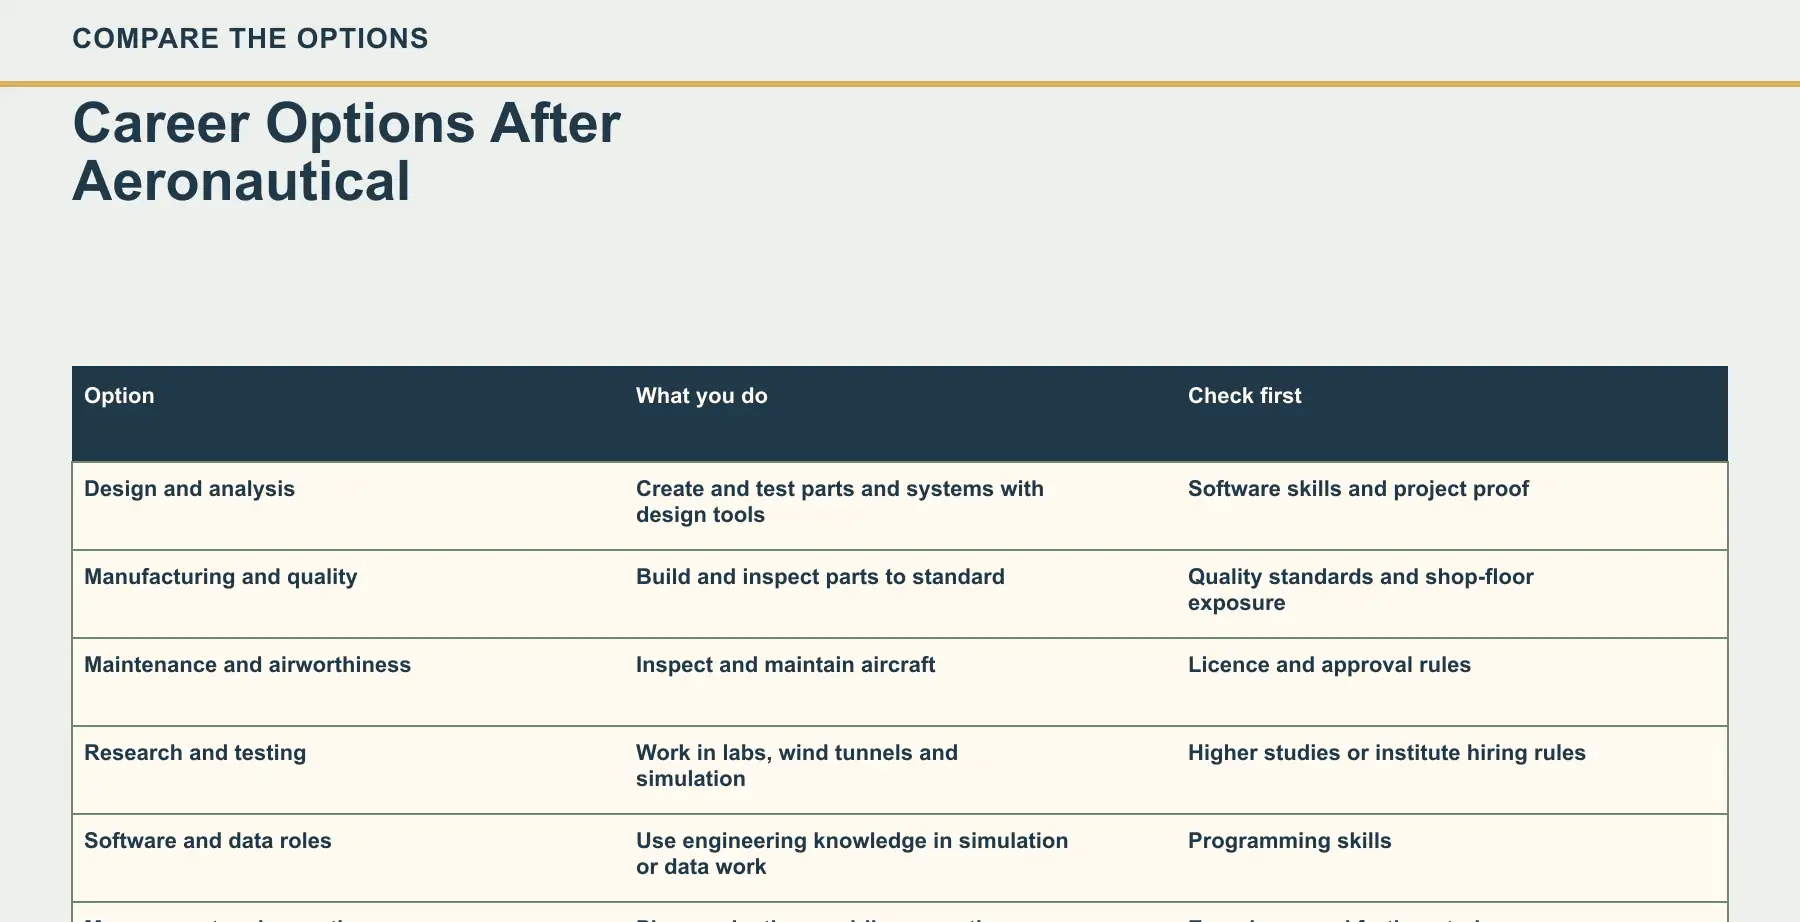 COMPARE THE OPTIONS
Career Options After
Aeronautical
Option
What you do
Check first
Design and analysis
Create and test parts and systems with
design tools
Software skills and project proof
Manufacturing and quality
Build and inspect parts to standard
Quality standards and shop-floor
exposure
Maintenance and airworthiness
Inspect and maintain aircraft
Licence and approval rules
Research and testing
Work in labs, wind tunnels and
simulation
Higher studies or institute hiring rules
Software and data roles
Use engineering knowledge in simulation
or data work
Programming skills